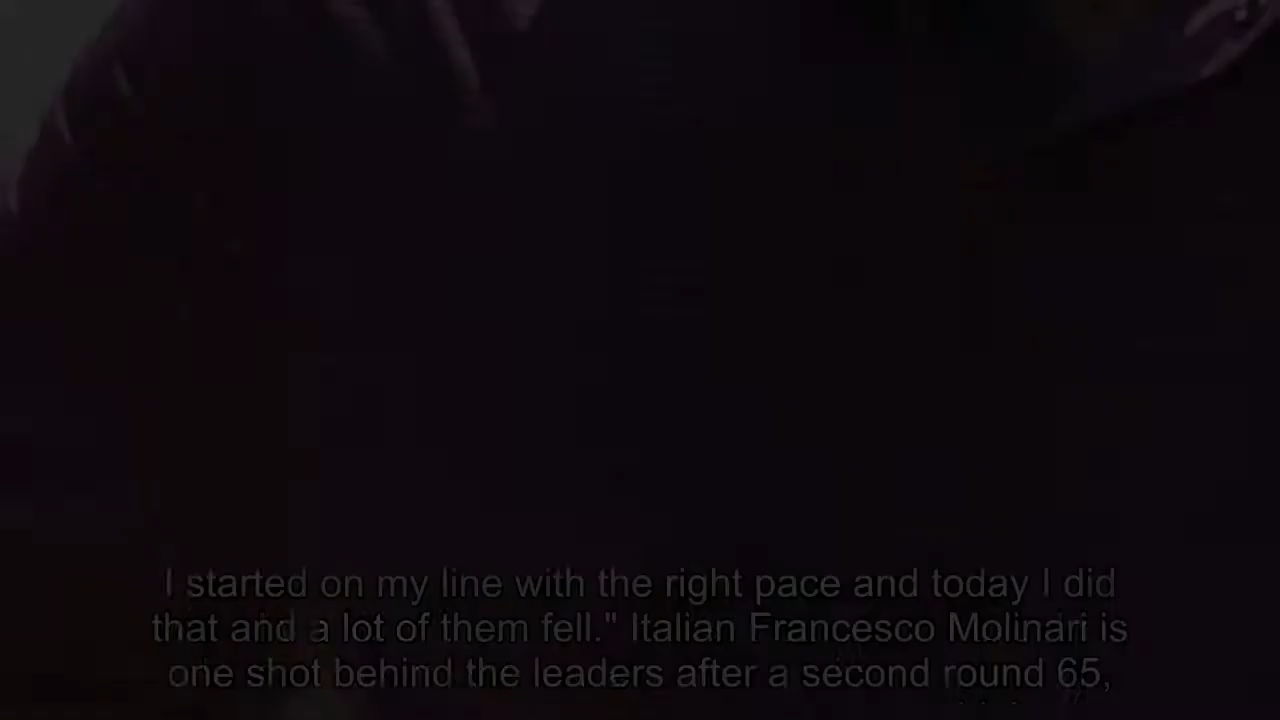 I started on my line with the right pace and today I did
that and a lot of them fell." Italian Francesco Molinari is
one shot behind the leaders after a second round 65,